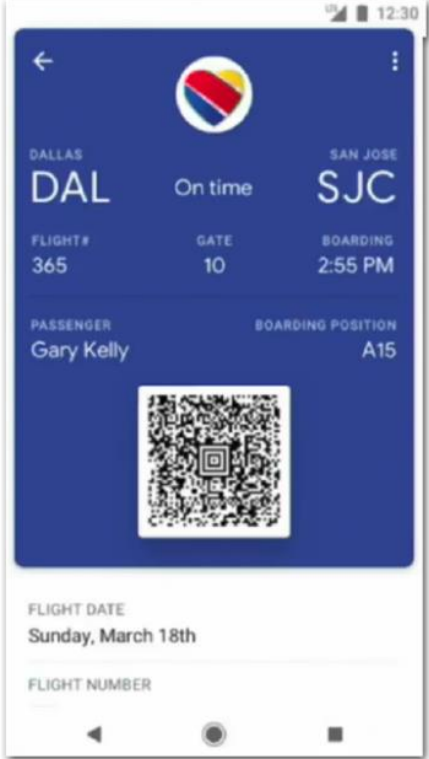 LTE 12:30
DALLAS SAN JOSE
DAL On time SJC
FLIGHT# GATE BOARDING
365 10 2:55 PM
PASSENGER BOARDING POSITION
Gary Kelly A15
FLIGHT DATE
Sunday, March 18th
FLIGHT NUMBER